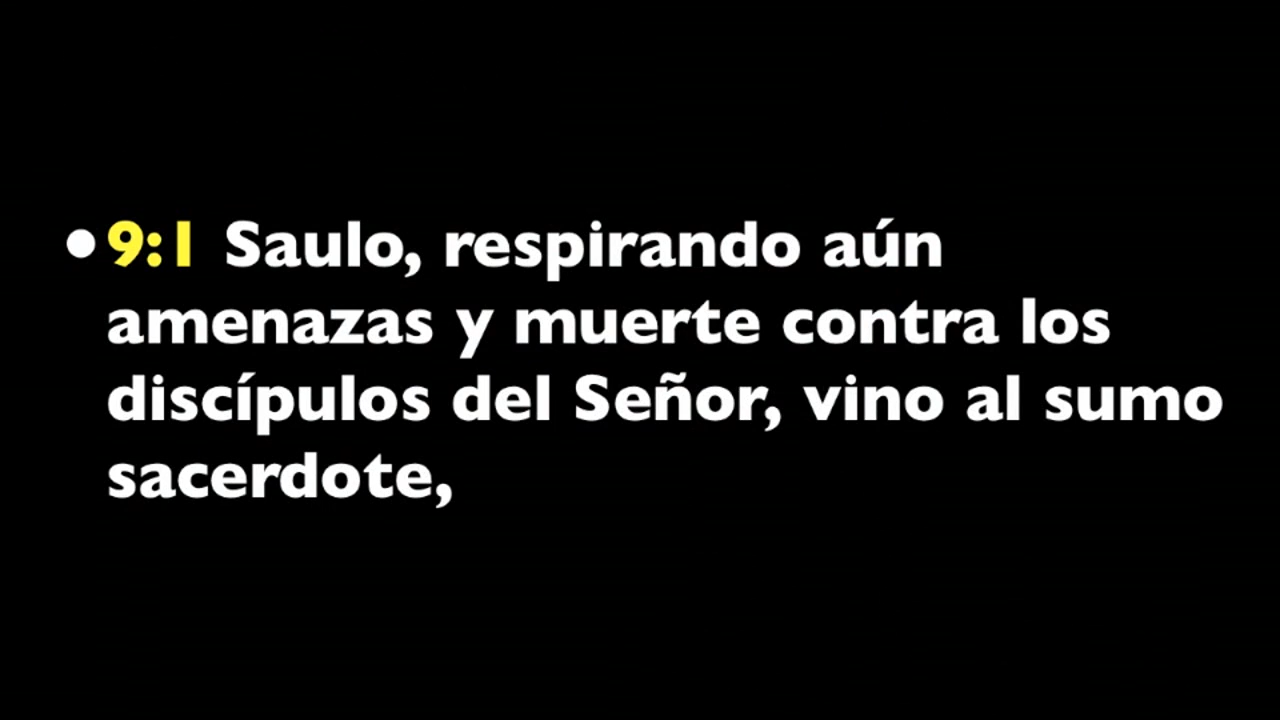 •9:1 Saulo, respirando aún
amenazas y muerte contra los
discípulos del Señor, vino al sumo
sacerdote,